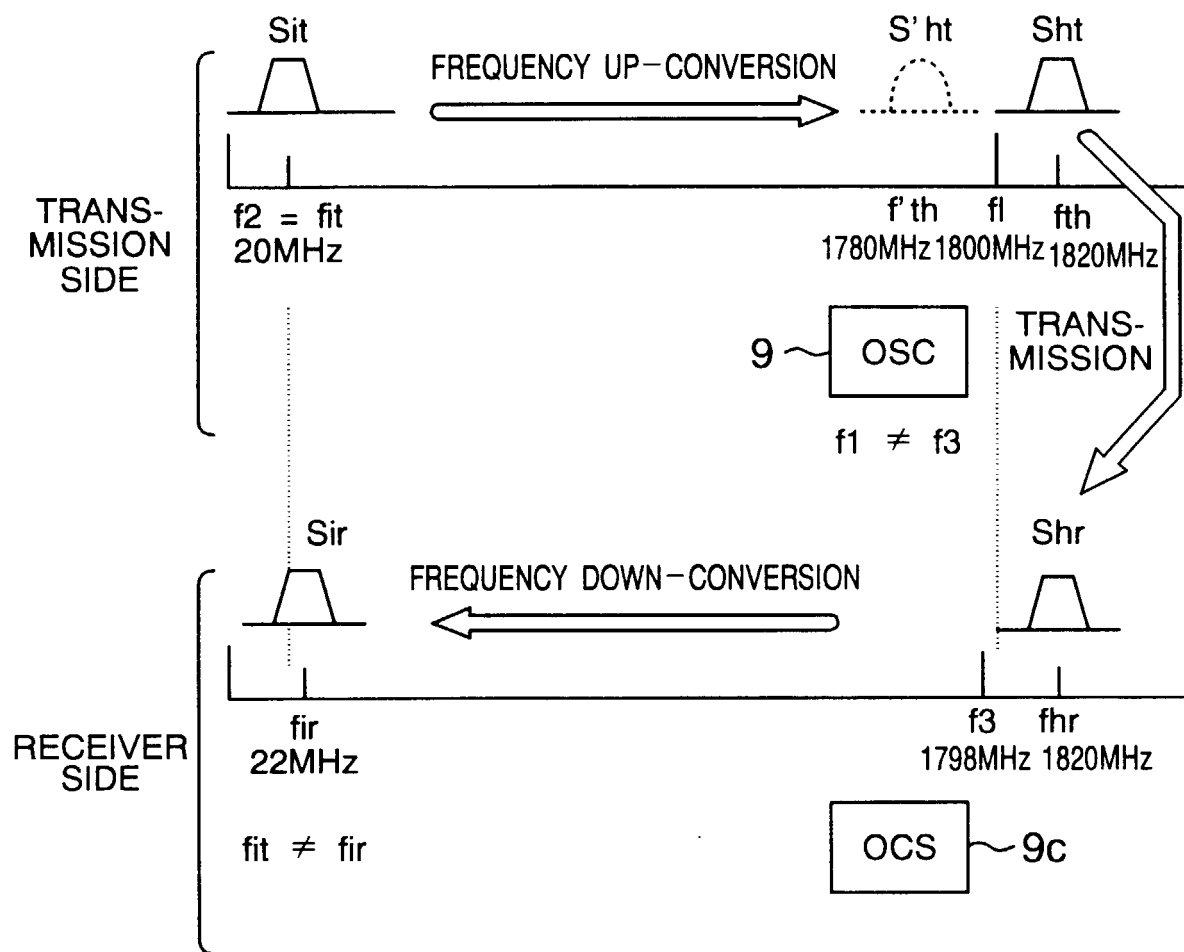 Sit
S'ht
Sht
FREQUENCY UP-CONVERSION
TRANS-
MISSION
SIDE
f2 = fit
20MHz
f'th
1780MHz
fl
1800MHz
fth
1820MHz
9
OSC
TRANS-
MISSION
f1 ≠ f3
Sir
Shr
FREQUENCY DOWN-CONVERSION
RECEIVER
SIDE
fir
22MHz
f3
1798MHz
fhr
1820MHz
fit ≠ fir
OCS
9c